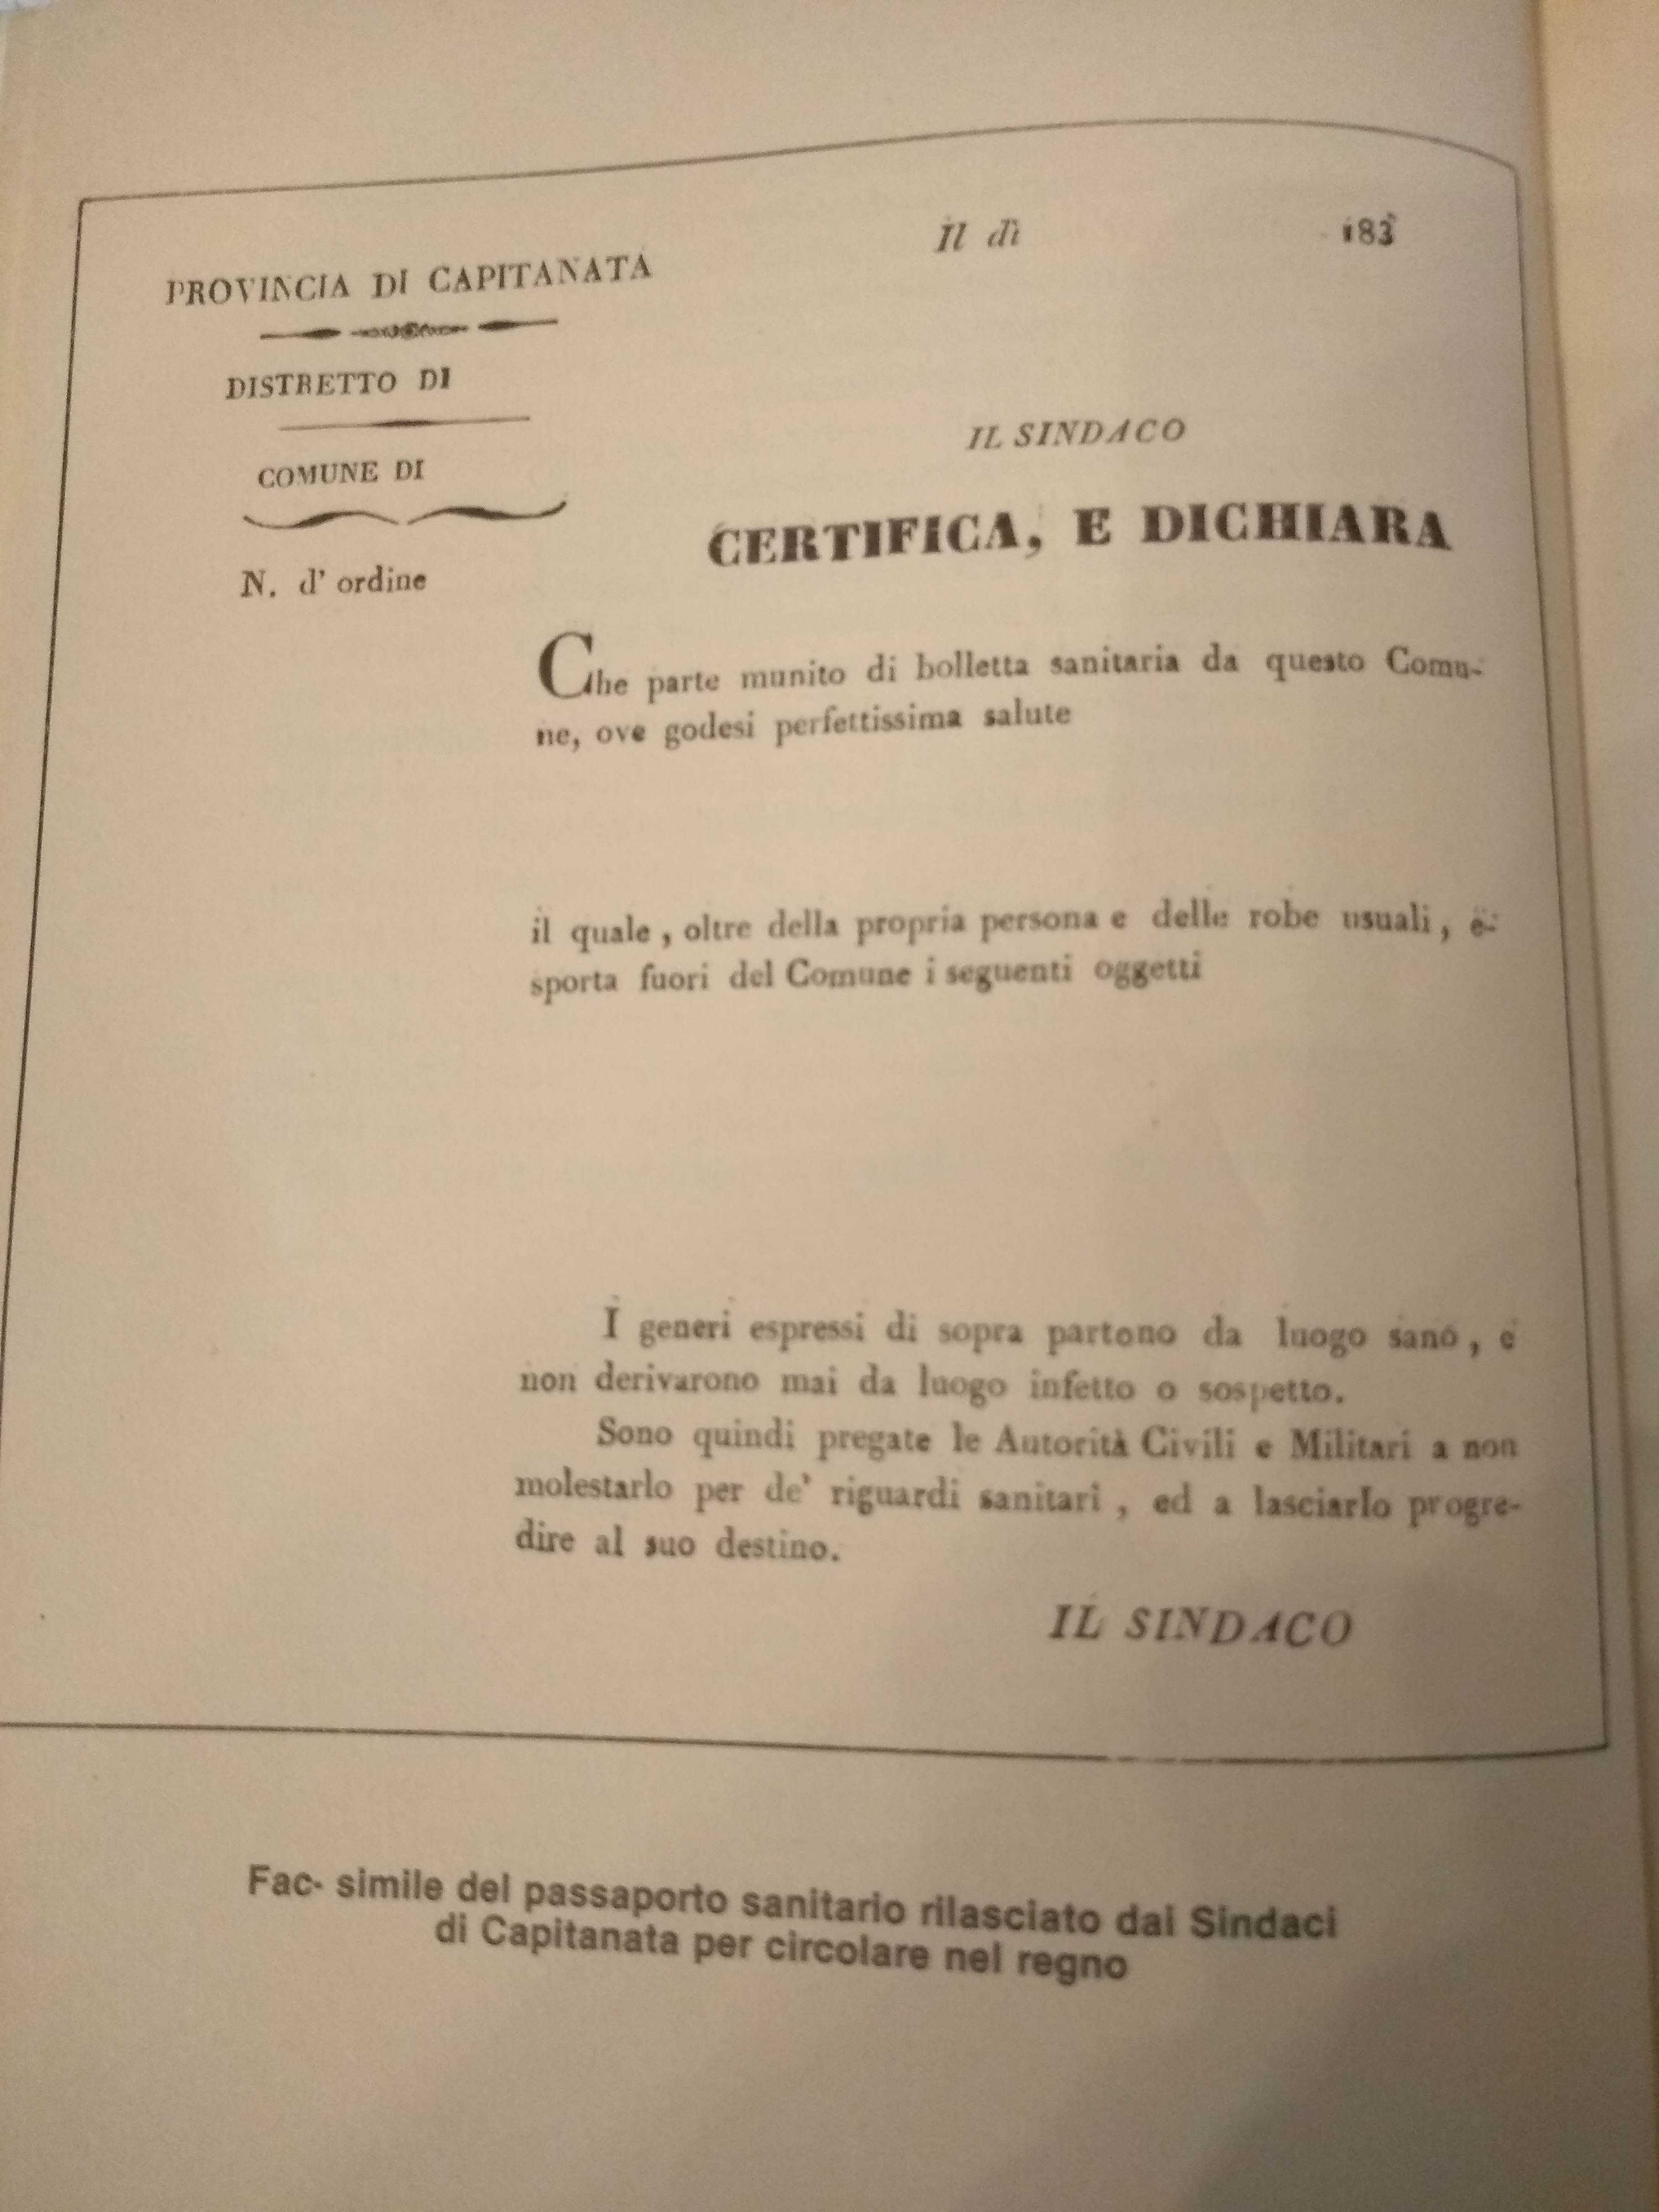 Il dì 183
PROVINCIA DI CAPITANATA
DISTRETTO DI
COMUNE DI
N. d' ordine
IL SINDACO
CERTIFICA, E DICHIARA
Che parte munito di bolletta sanitaria da questo Comu-
ne, ove godesi perfettissima salute
il quale, oltre della propria persona e delle robe usuali, e-
sporta fuori del Comune i seguenti oggetti
I generi espressi di sopra partono da luogo sano, e
non derivarono mai da luogo infetto o sospetto.
Sono quindi pregate le Autorità Civili e Militari a non
molestarlo per de' riguardi sanitari, ed a lasciarlo progre-
dire al suo destino.
IL SINDACO
Fac- simile del passaporto sanitario rilasciato dai Sindaci
di Capitanata per circolare nel regno